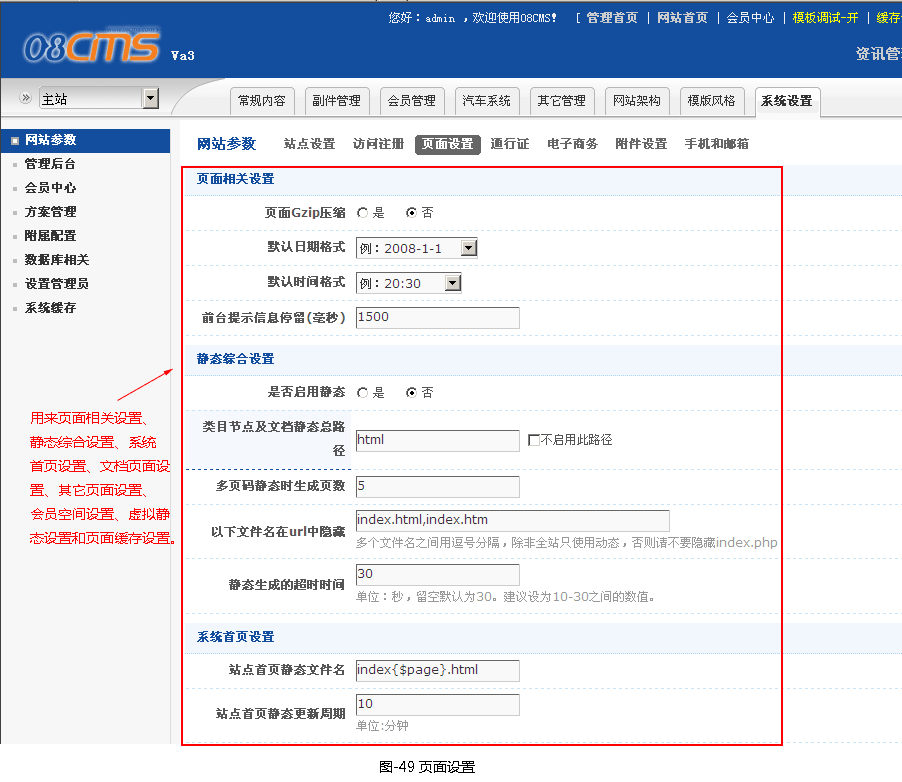 您好：admin ，欢迎使用08CMS！ [ 管理首页 | 网站首页 | 会员中心 | 模板调试-开 | 缓存
08CMS Va3
资讯管
主站
常规内容 副件管理 会员管理 汽车系统 其它管理 网站架构 模版风格 系统设置
网站参数
管理后台
会员中心
方案管理
附属配置
数据库相关
设置管理员
系统缓存
用来页面相关设置、
静态综合设置、系统
首页设置、文档页面设
置、其它页面设置、
会员空间设置、虚拟静
态设置和页面缓存设置。
网站参数 站点设置 访问注册 页面设置 通行证 电子商务 附件设置 手机和邮箱
页面相关设置
页面Gzip压缩 是 否
默认日期格式 例：2008-1-1
默认时间格式 例：20:30
前台提示信息停留(毫秒) 1500
静态综合设置
是否启用静态 是 否
类目节点及文档静态总路
径 html 不启用此路径
多页码静态时生成页数 5
以下文件名在url中隐藏 index.html,index.htm
多个文件名之间用逗号分隔，除非全站只使用动态，否则请不要隐藏index.php
静态生成的超时时间 30
单位：秒，留空默认为30。建议设为10-30之间的数值。
系统首页设置
站点首页静态文件名 index{$page}.html
站点首页静态更新周期 10
单位:分钟
图-49 页面设置